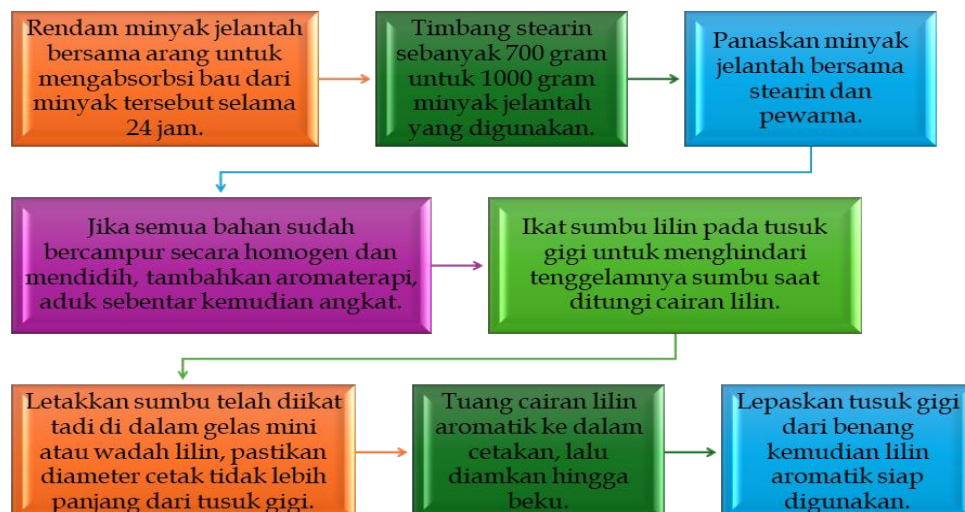 Rendam minyak jelantah
bersama arang untuk
mengabsorbsi bau dari
minyak tersebut selama
24 jam.
Timbang stearin
sebanyak 700 gram
untuk 1000 gram
minyak jelantah
yang digunakan.
Panaskan minyak
jelantah bersama
stearin dan
pewarna.
Jika semua bahan sudah
bercampur secara homogen dan
mendidih, tambahkan aromaterapi,
aduk sebentar kemudian angkat.
Ikat sumbu lilin pada tusuk
gigi untuk menghindari
tenggelamnya sumbu saat
ditungi cairan lilin.
Letakkan sumbu telah diikat
tadi di dalam gelas mini
atau wadah lilin, pastikan
diameter cetak tidak lebih
panjang dari tusuk gigi.
Tuang cairan lilin
aromatik ke dalam
cetakan, lalu
diamkan hingga
beku.
Lepaskan tusuk gigi
dari benang
kemudian lilin
aromatik siap
digunakan.